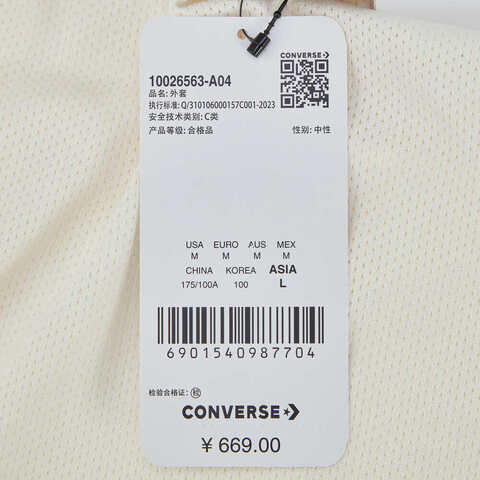 CONVERSE
10026563-A04
品名: 外套
执行标准: Q/310106000157C001-2023
安全技术类别: C类
产品等级: 合格品 性别: 中性
USA EURO AUS MEX
M M M M
CHINA KOREA ASIA
175/100A 100 L
6901540987704
检验合格证: 检
CONVERSE
¥ 669.00